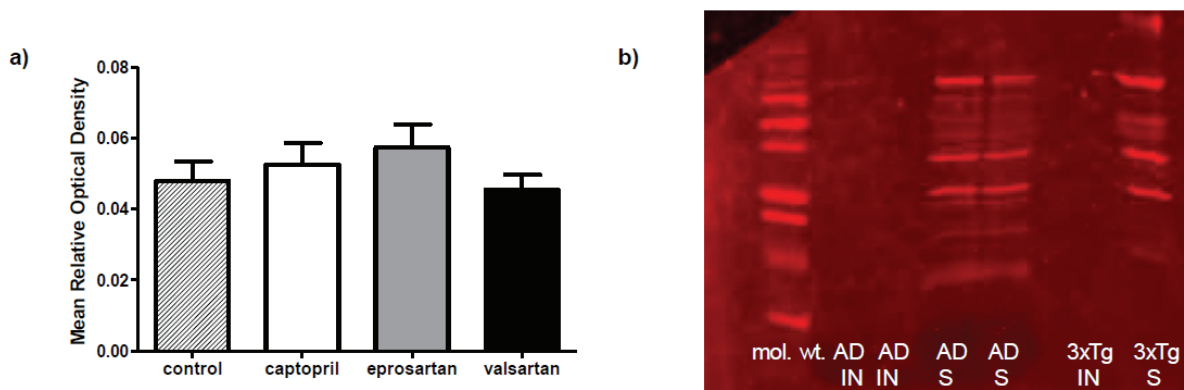 a)
Mean Relative Optical Density
0.08
0.06
0.04
0.02
0.00
control captopril eprosartan valsartan
b)
mol. wt. AD AD AD AD 3xTg 3xTg
IN IN S S IN S